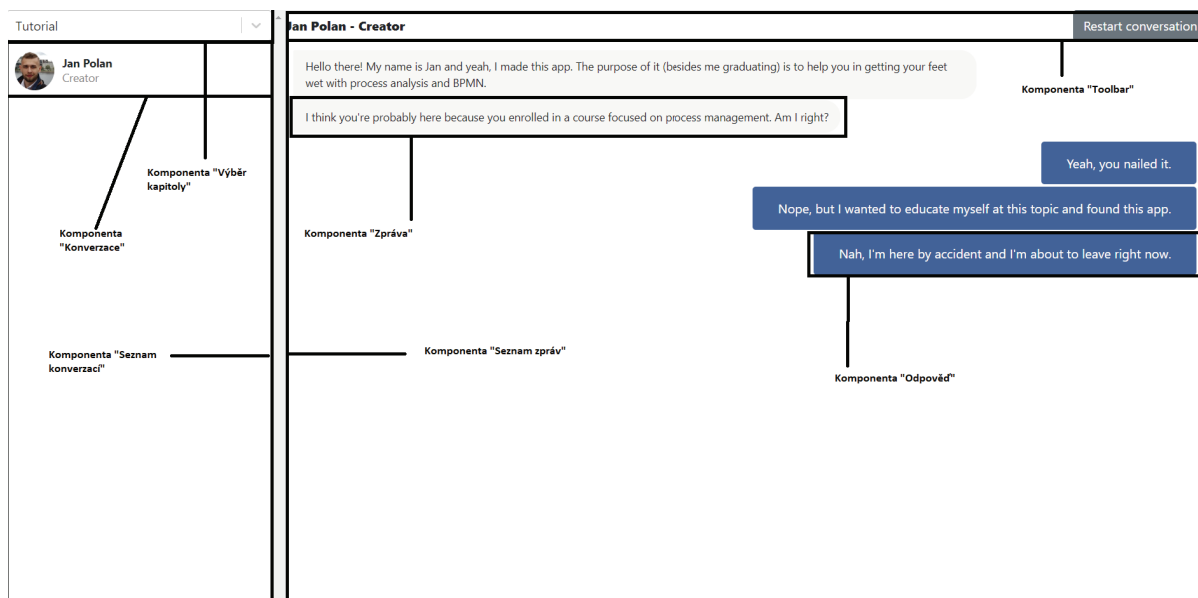 Tutorial
Jan Polan - Creator
Restart conversation
Jan Polan
Creator
Hello there! My name is Jan and yeah, I made this app. The purpose of it (besides me graduating) is to help you in getting your feet
wet with process analysis and BPMN.
Komponenta "Toolbar"
I think you're probably here because you enrolled in a course focused on process management. Am I right?
Yeah, you nailed it.
Komponenta "Výběr
kapitoly"
Nope, but I wanted to educate myself at this topic and found this app.
Komponenta
"Konverzace"
Komponenta "Zpráva"
Nah, I'm here by accident and I'm about to leave right now.
Komponenta "Seznam
konverzací"
Komponenta "Seznam zpráv"
Komponenta "Odpověď"